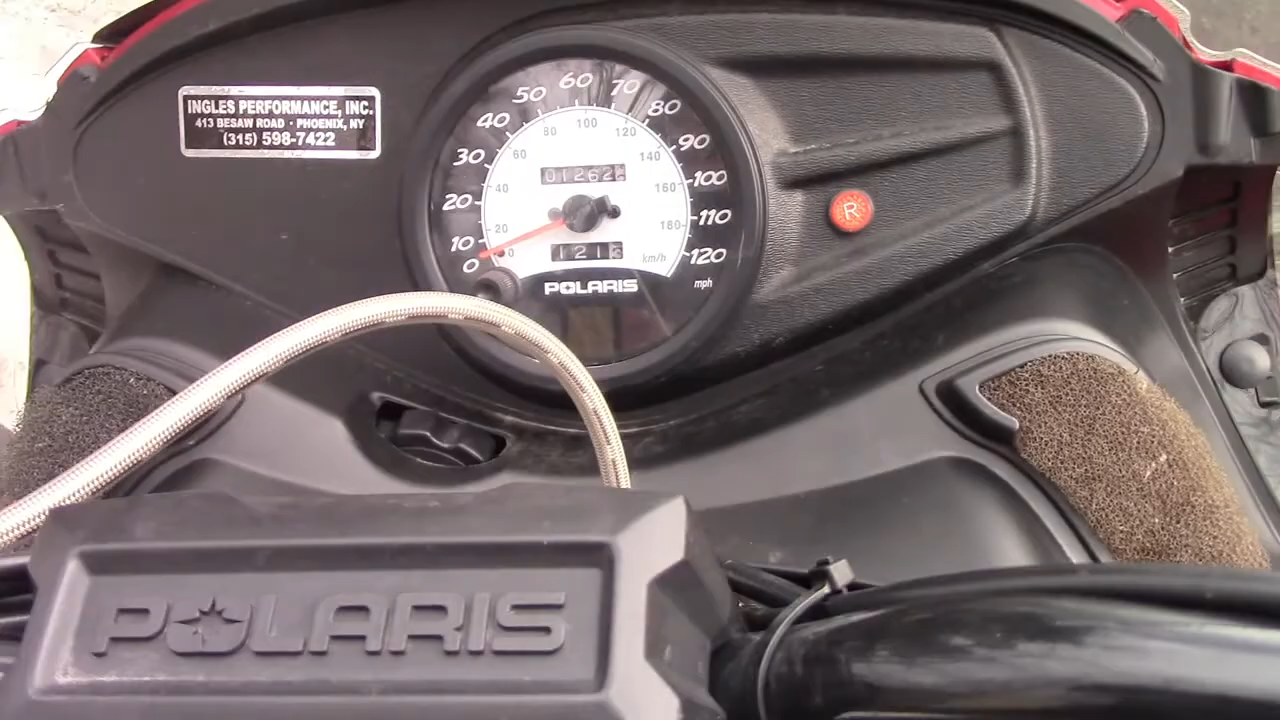 INGLES PERFORMANCE, INC.
413 BESAW ROAD · PHOENIX, NY
(315) 598-7422
0 10 20 30 40 50 60 70 80 90 100 110 120
mph
0 20 40 60 80 100 120 140 160 180
km/h
01262
121
POLARIS
R
POLARIS